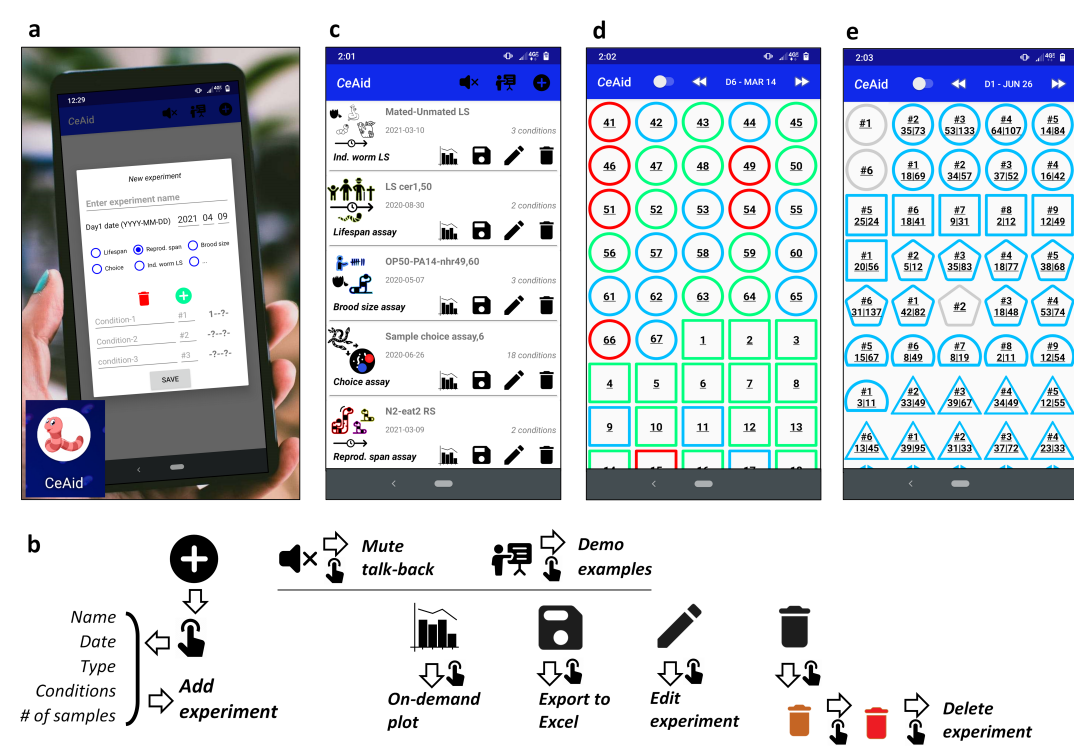 a
12:29
4GE
CeAid
New experiment
Enter experiment name
Day1 date (YYYY-MM-DD) 2021 04 09
Lifespan Reprod. span Brood size
Choice Ind. worm LS ...
Condition-1 #1 1--?-
Condition-2 #2 -?--?-
condition-3 #3 -?--?-
SAVE
CeAid
c
2:01
4GE
CeAid
Mated-Unmated LS
2021-03-10 3 conditions
Ind. worm LS
LS cer1,50
2020-08-30 2 conditions
Lifespan assay
OP50-PA14-nhr49,60
2020-05-07 3 conditions
Brood size assay
Sample choice assay,6
2020-06-26 18 conditions
Choice assay
N2-eat2 RS
2021-03-09 2 conditions
Reprod. span assay
d
2:02
4GE
CeAid D6 - MAR 14
41 42 43 44 45
46 47 48 49 50
51 52 53 54 55
56 57 58 59 60
61 62 63 64 65
66 67 1 2 3
4 5 6 7 8
9 10 11 12 13
14 15 16 17 18
e
2:03
4GE
CeAid D1 - JUN 26
#1 #2 #3 #4 #5
35|73 53|133 64|107 14|84
#6 #1 #2 #3 #4
18|69 34|57 37|52 16|42
#5 #6 #7 #8 #9
25|24 18|41 9|31 2|12 12|49
#1 #2 #3 #4 #5
20|56 5|12 35|83 18|77 38|68
#6 #1 #2 #3 #4
31|137 42|82 18|48 53|74
#5 #6 #7 #8 #9
15|67 8|49 8|19 2|11 12|54
#1 #2 #3 #4 #5
3|11 33|49 39|67 34|49 12|55
#6 #1 #2 #3 #4
13|45 39|95 31|33 37|72 23|33
b
Mute
talk-back
Demo
examples
Name
Date
Type
Conditions
# of samples
Add
experiment
On-demand
plot
Export to
Excel
Edit
experiment
Delete
experiment